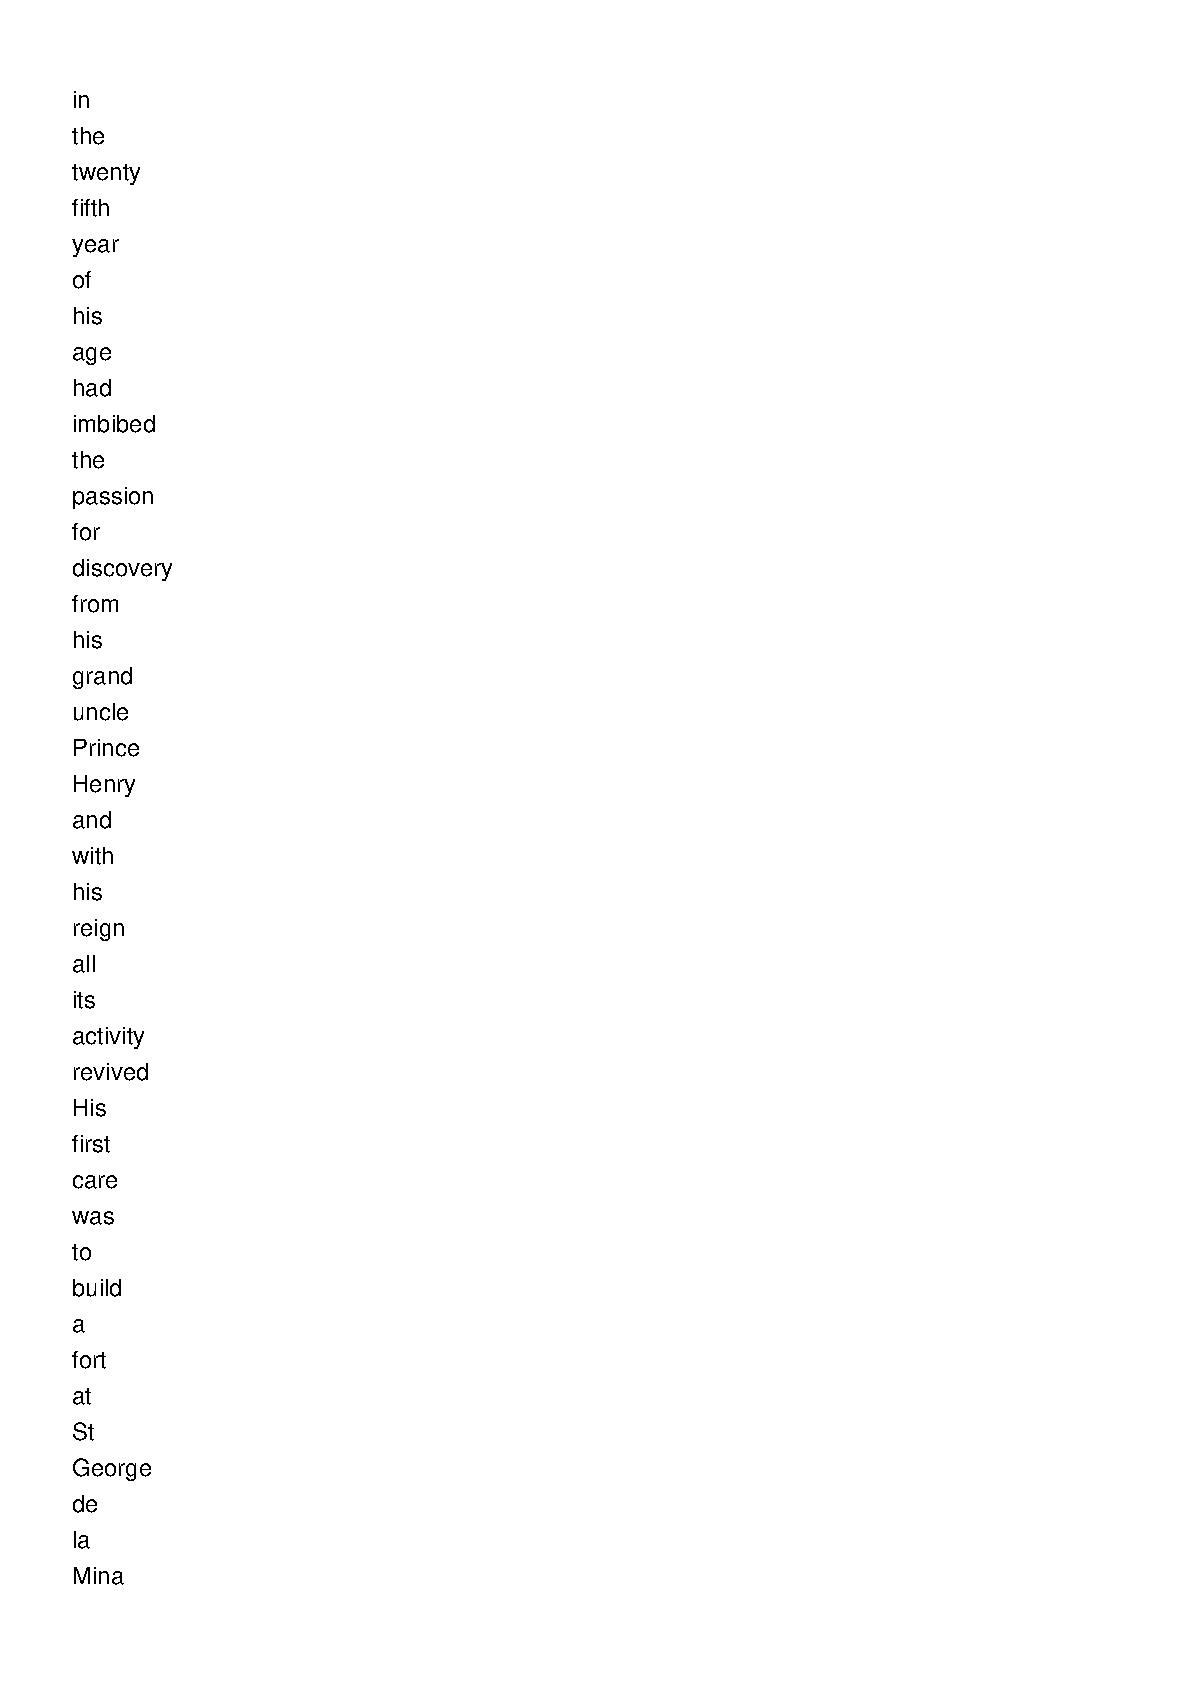 in
the
twenty
fifth
year
of
his
age
had
imbibed
the
passion
for
discovery
from
his
grand
uncle
Prince
Henry
and
with
his
reign
all
its
activity
revived
His
first
care
was
to
build
a
fort
at
St
George
de
la
Mina